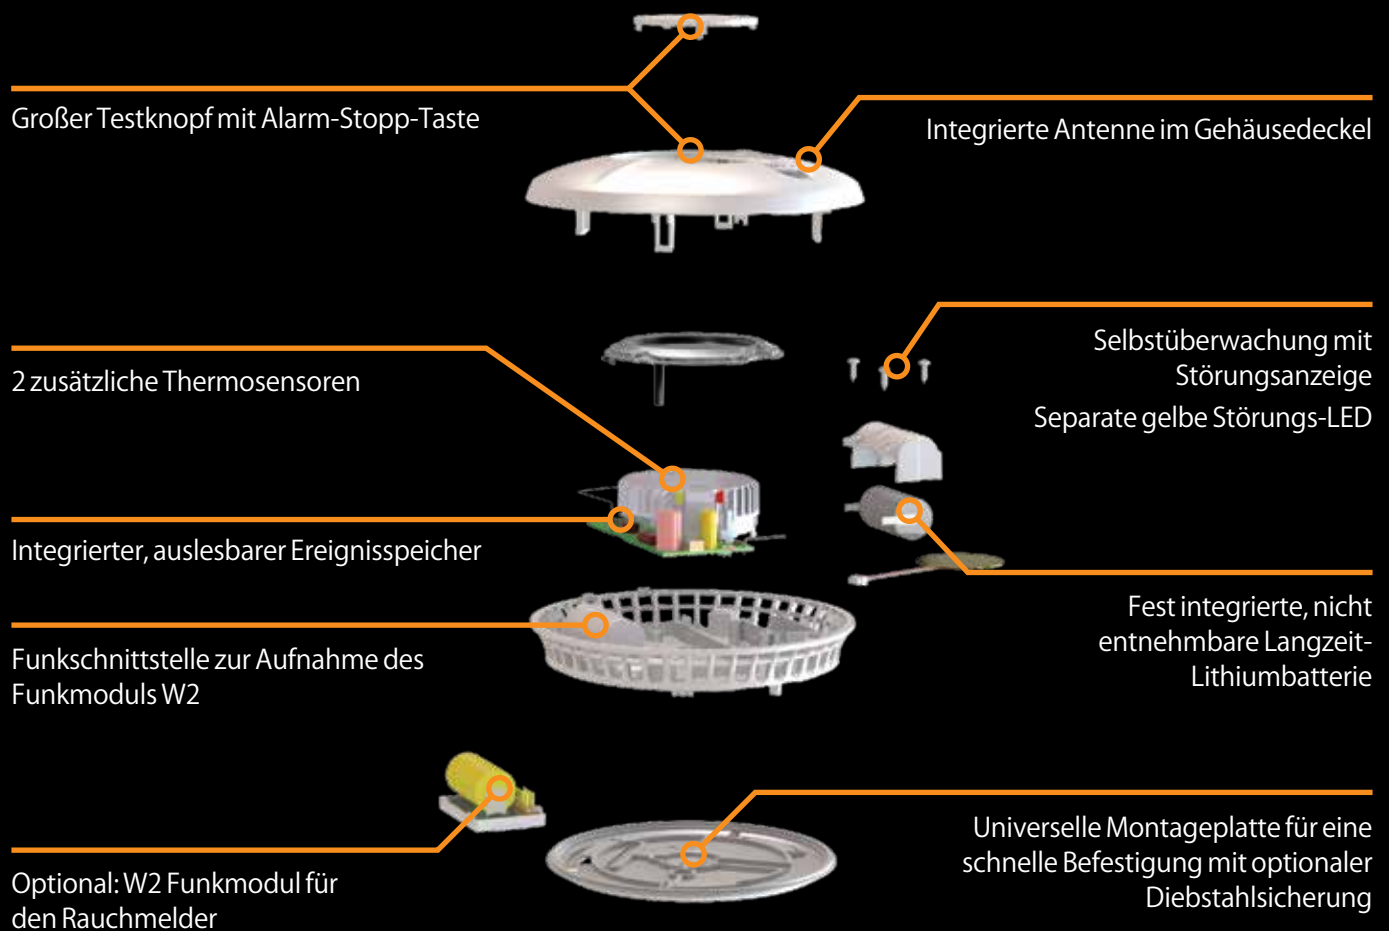 Großer Testknopf mit Alarm-Stopp-Taste
Integrierte Antenne im Gehäusedeckel
2 zusätzliche Thermosensoren
Selbstüberwachung mit
Störungsanzeige
Separate gelbe Störungs-LED
Integrierter, auslesbarer Ereignisspeicher
Fest integrierte, nicht
entnehmbare Langzeit-
Lithiumbatterie
Funkschnittstelle zur Aufnahme des
Funkmoduls W2
Optional: W2 Funkmodul für
den Rauchmelder
Universelle Montageplatte für eine
schnelle Befestigung mit optionaler
Diebstahlsicherung